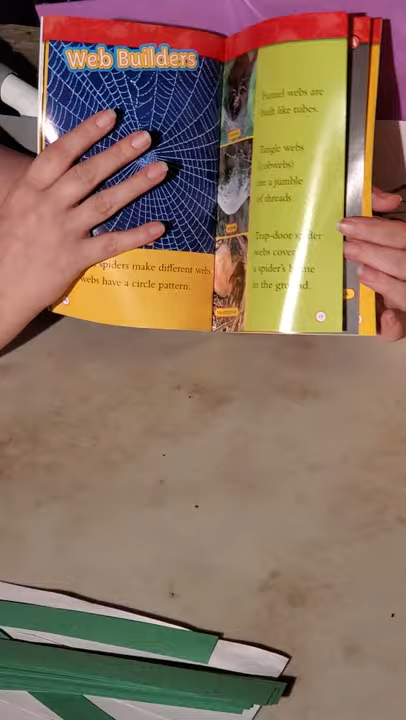 Web Builders
spiders make different webs
webs have a circle pattern.
Funnel webs are
built like tubes.
Tangle webs
(cobwebs)
are a jumble
of threads.
Trap-door spider
webs cover
a spider's home
in the ground.